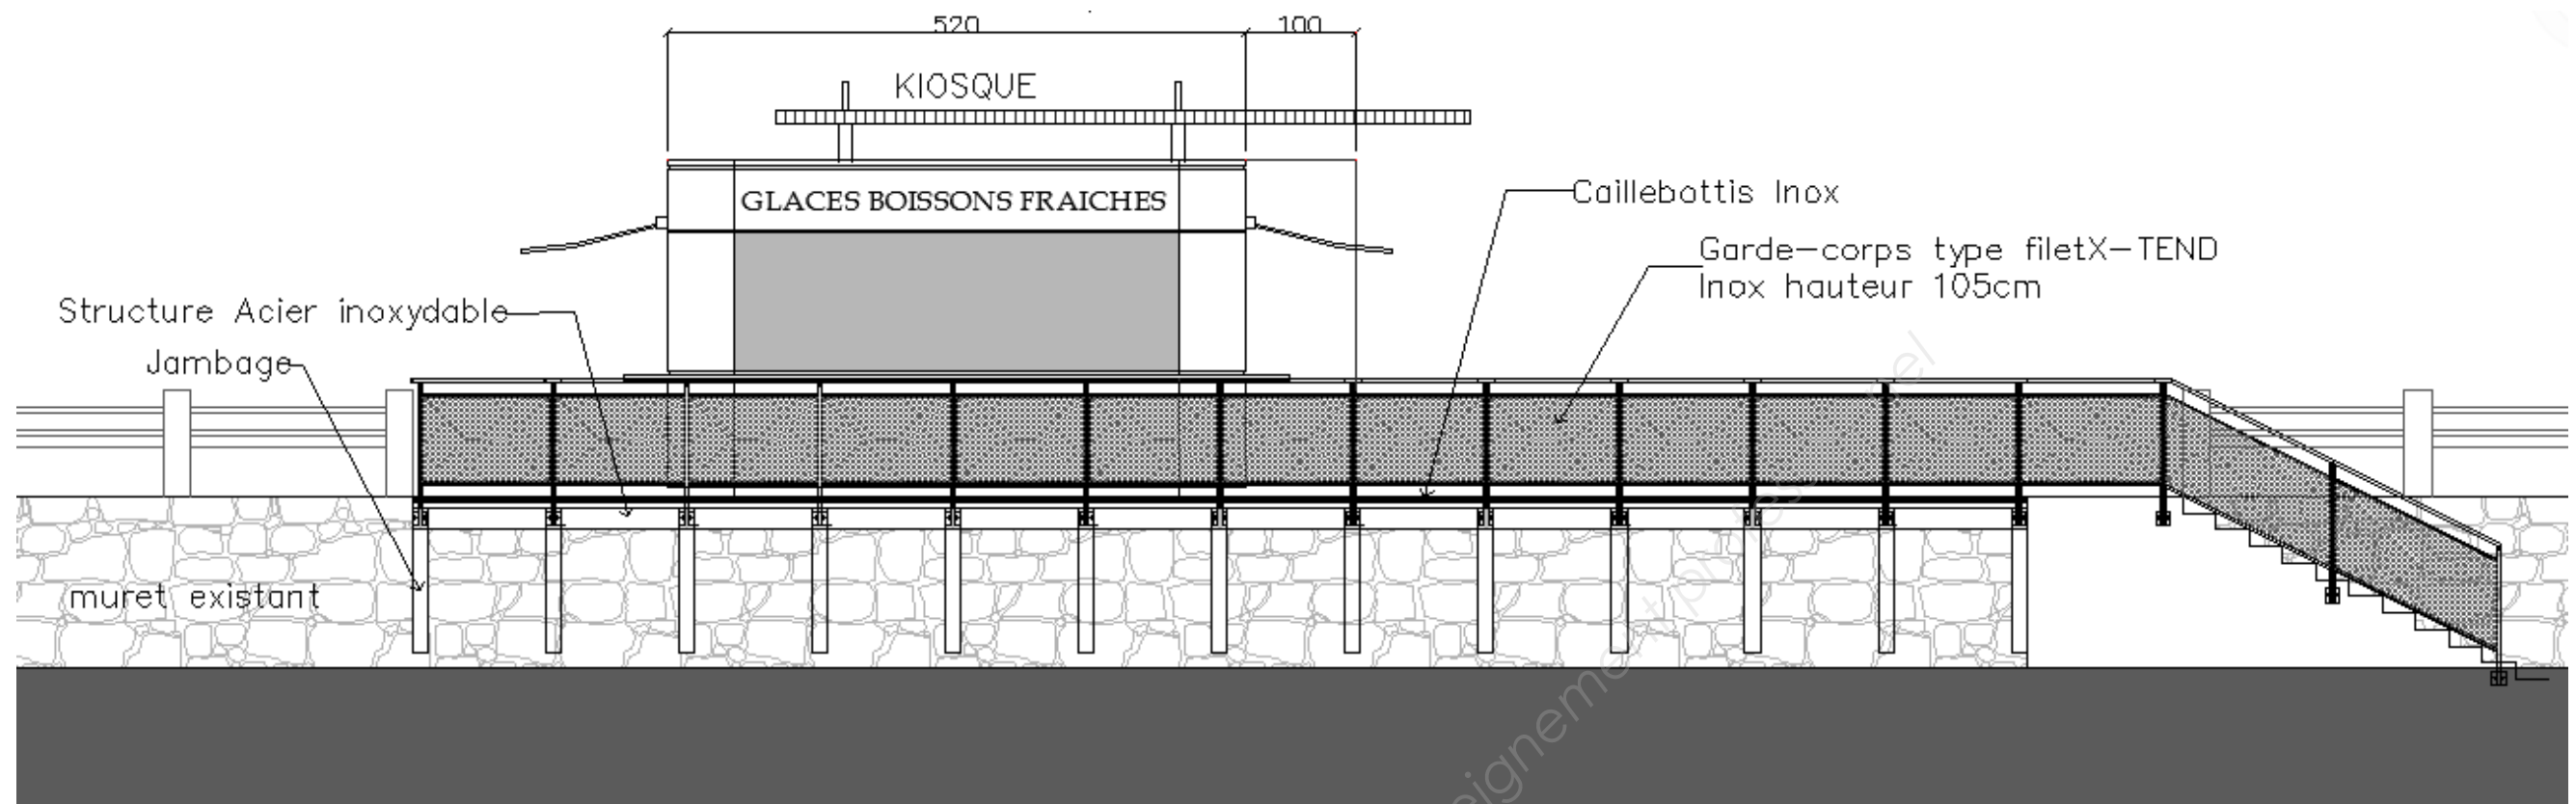 520
100
KIOSQUE
GLACES BOISSONS FRAICHES
Caillebottis Inox
Garde-corps type filetX-TEND
Inox hauteur 105cm
Structure Acier inoxydable
Jambage
muret existant